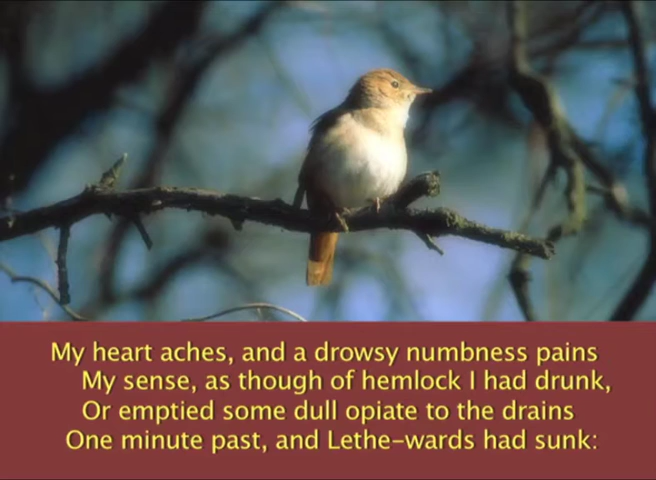 My heart aches, and a drowsy numbness pains
My sense, as though of hemlock I had drunk,
Or emptied some dull opiate to the drains
One minute past, and Lethe-wards had sunk: